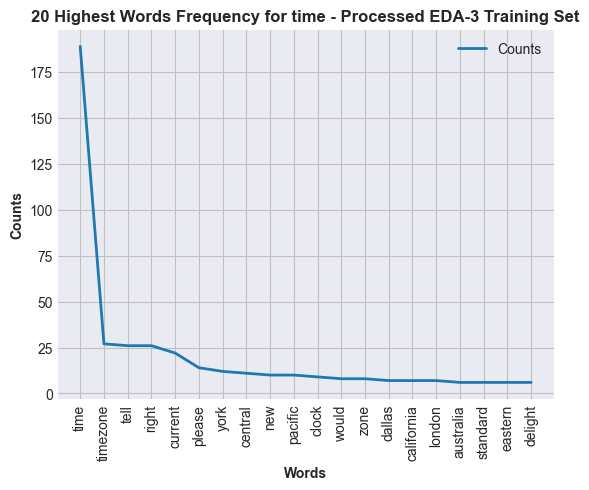 20 Highest Words Frequency for time - Processed EDA-3 Training Set
Counts
175
150
125
100
75
50
25
0
Counts
time
timezone
tell
right
current
please
york
central
new
pacific
clock
would
zone
dallas
california
london
australia
standard
eastern
delight
Words